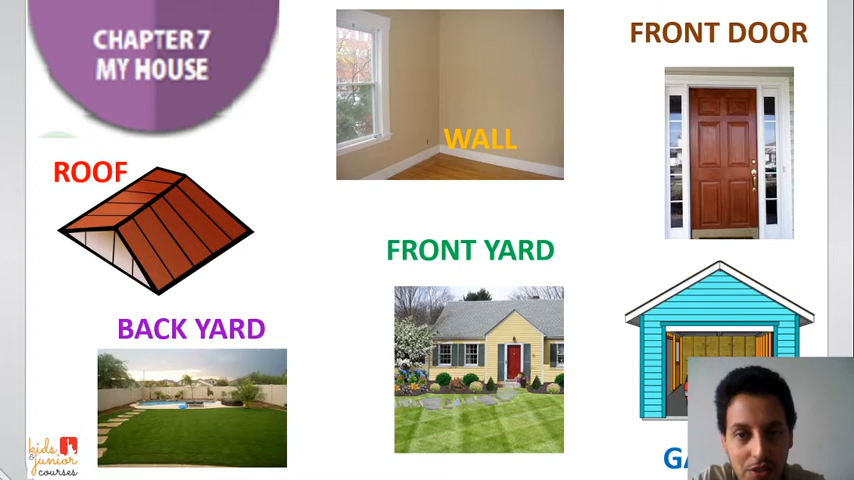 CHAPTER 7
MY HOUSE
WALL
FRONT DOOR
ROOF
FRONT YARD
BACK YARD
kids
& junior
courses